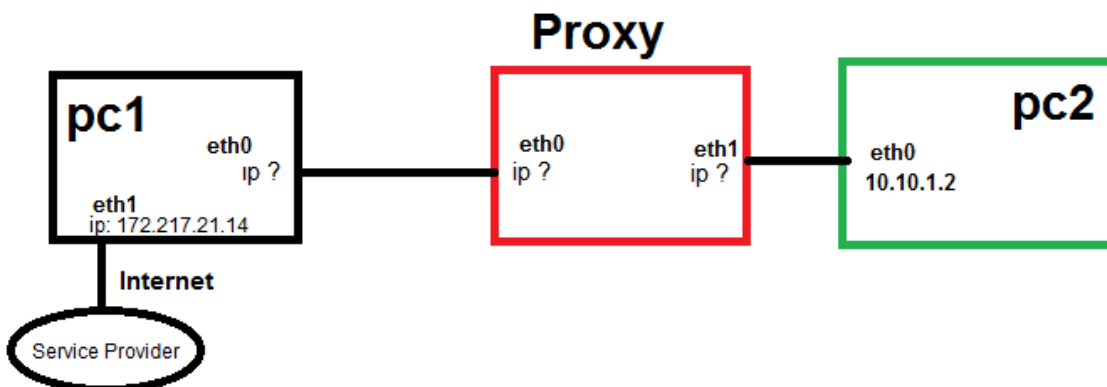 Proxy
pc1
eth0
ip ?
eth1
ip: 172.217.21.14
Internet
Service Provider
eth0
ip ?
eth1
ip ?
pc2
eth0
10.10.1.2